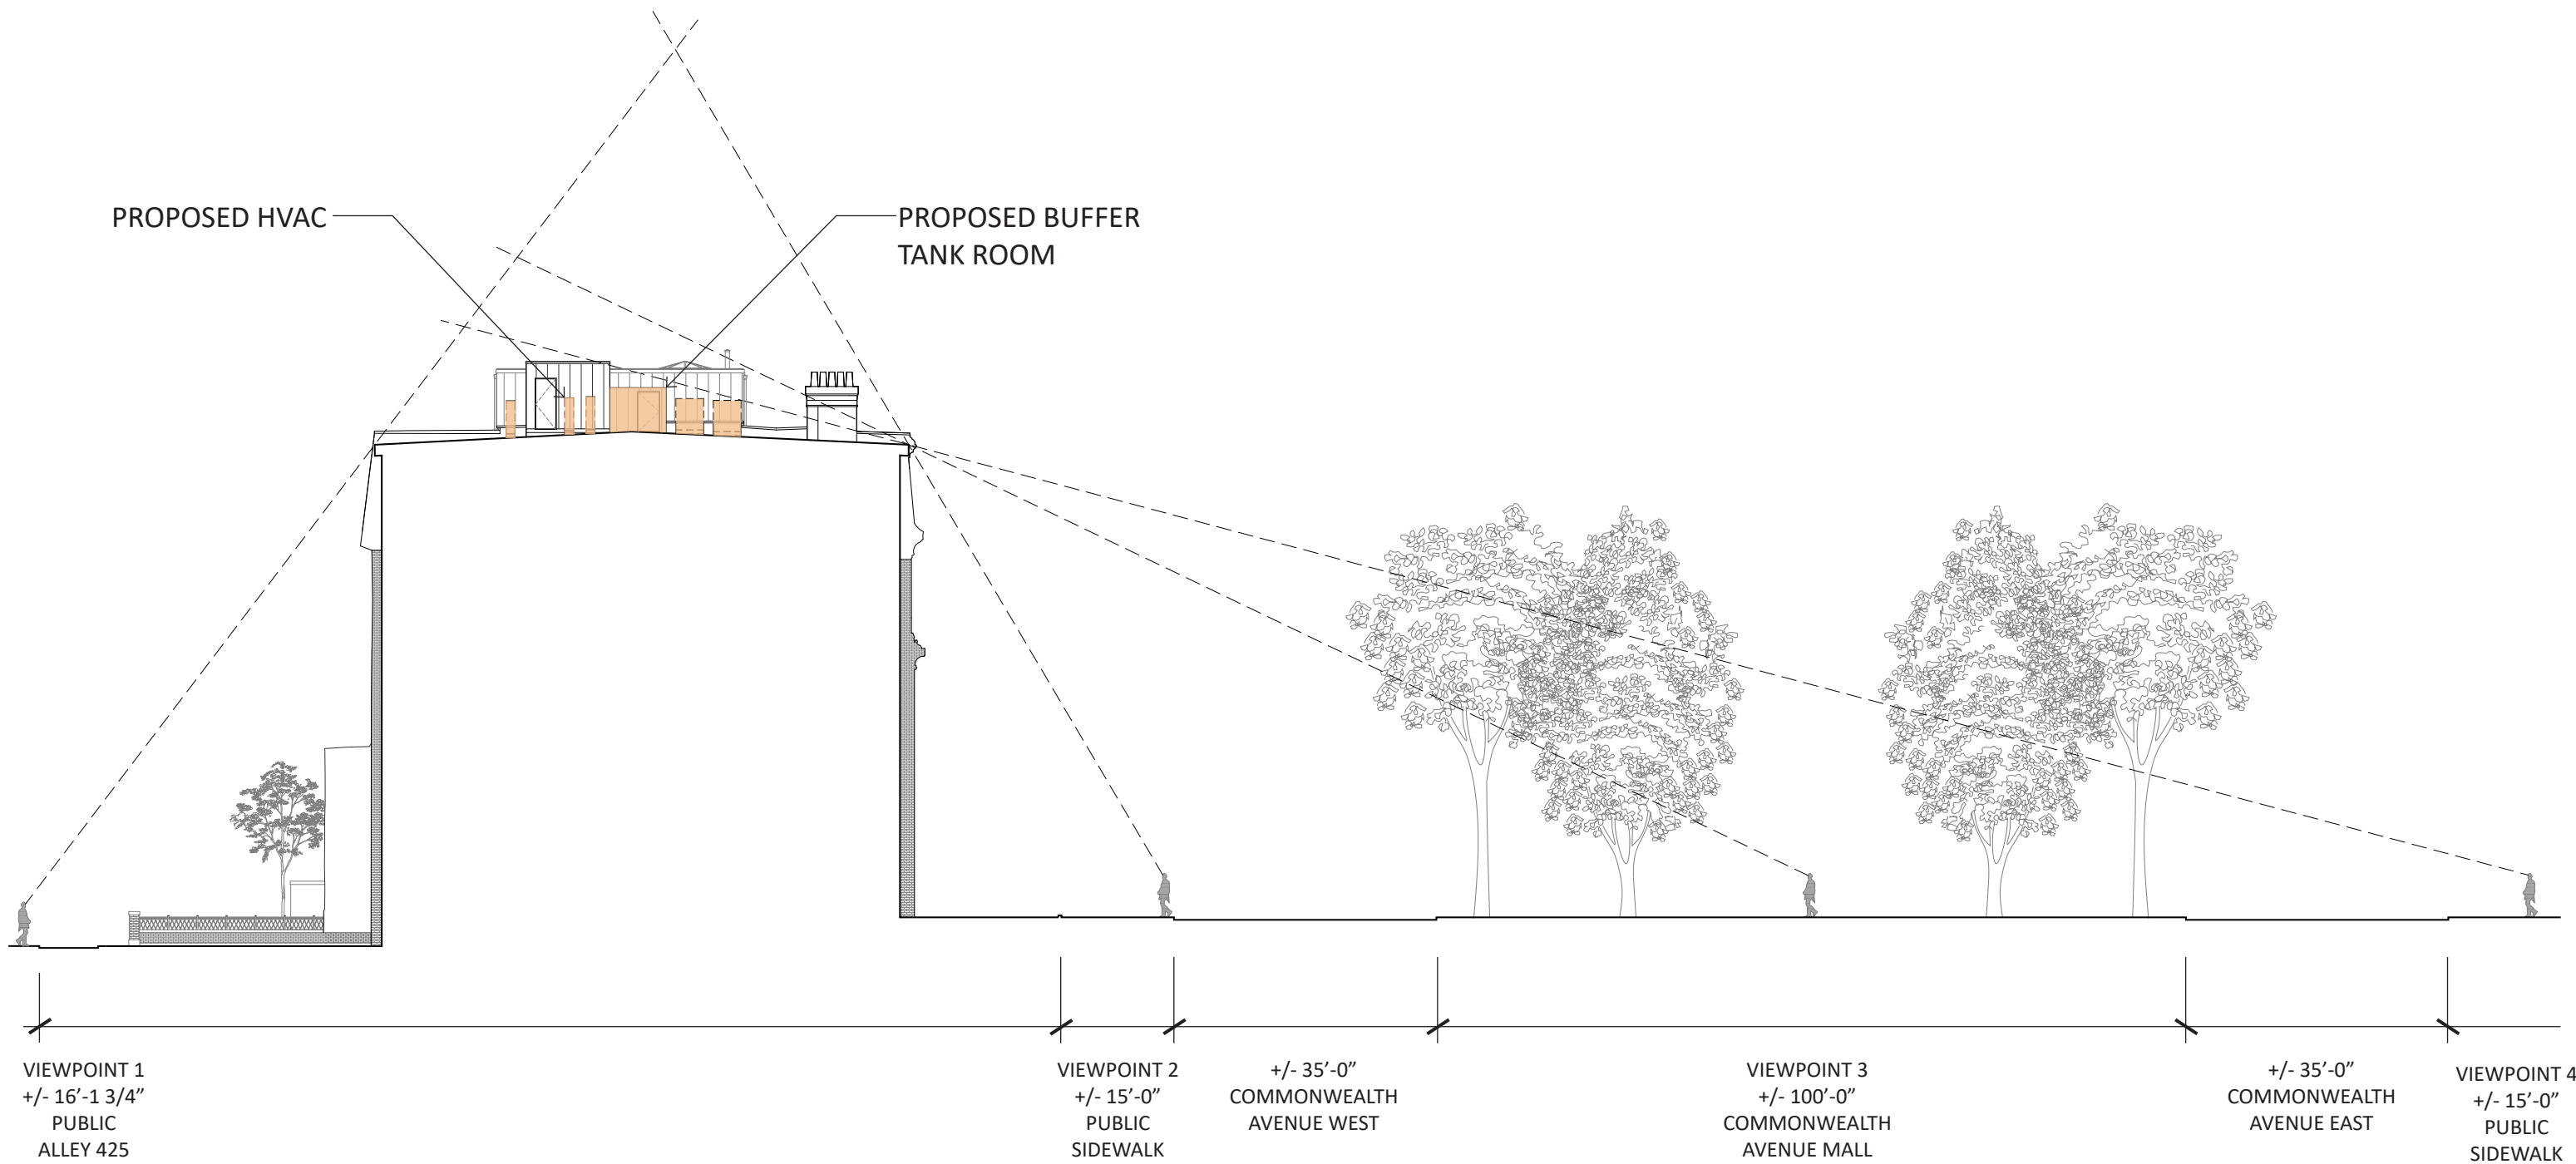 PROPOSED HVAC
PROPOSED BUFFER
TANK ROOM
VIEWPOINT 1
+/- 16’-1 3/4”
PUBLIC
ALLEY 425
VIEWPOINT 2
+/- 15’-0”
PUBLIC
SIDEWALK
+/- 35’-0”
COMMONWEALTH
AVENUE WEST
VIEWPOINT 3
+/- 100’-0”
COMMONWEALTH
AVENUE MALL
+/- 35’-0”
COMMONWEALTH
AVENUE EAST
VIEWPOINT 4
+/- 15’-0”
PUBLIC
SIDEWALK